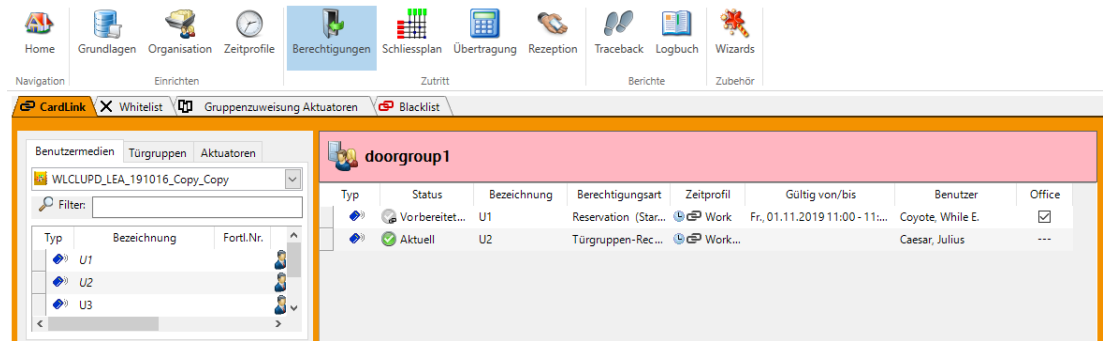 Home Grundlagen Organisation Zeitprofile Berechtigungen Schliessplan Übertragung Rezeption Traceback Logbuch Wizards
Navigation Einrichten Zutritt Berichte Zubehör
CardLink Whitelist Gruppenzuweisung Aktuatoren Blacklist
Benutzermedien Türgruppen Aktuatoren
WLCLUPD_LEA_191016_Copy_Copy
Filter:
Typ Bezeichnung Fortl.Nr.
U1
U2
U3
doorgroup1
Typ Status Bezeichnung Berechtigungsart Zeitprofil Gültig von/bis Benutzer Office
Vorbereitet... U1 Reservation (Star... Work Fr., 01.11.2019 11:00 - 11:... Coyote, While E.
Aktuell U2 Türgruppen-Rec... Work... Caesar, Julius ---